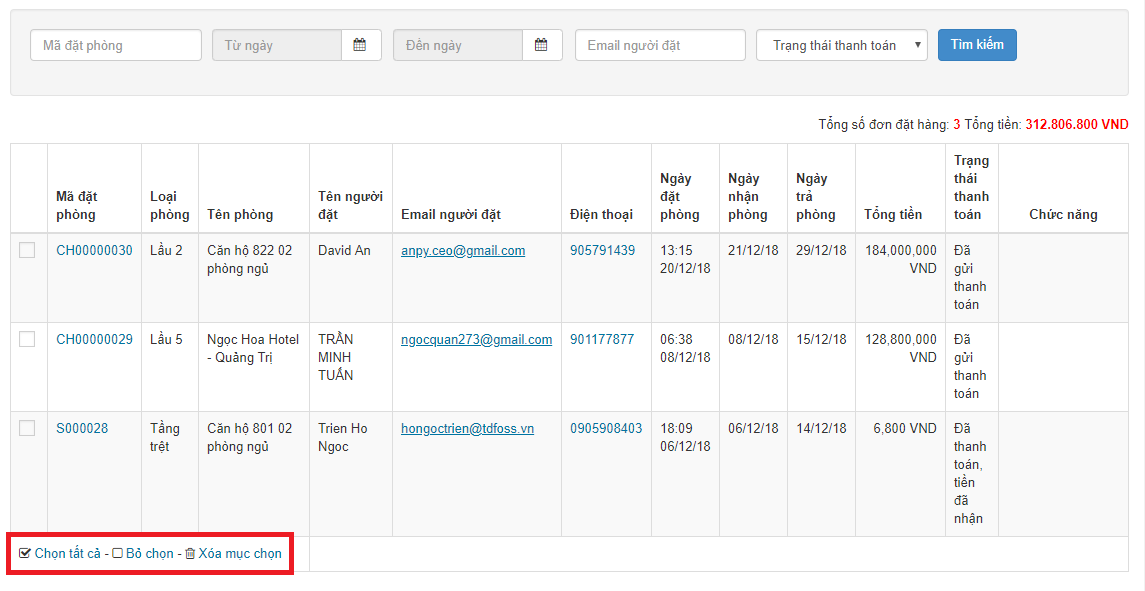 Mã đặt phòng
Từ ngày
Đến ngày
Email người đặt
Trạng thái thanh toán
Tìm kiếm
Tổng số đơn đặt hàng: 3 Tổng tiền: 312.806.800 VND
Mã đặt
phòng
Loại
phòng
Tên phòng
Tên người
đặt
Email người đặt
Điện thoại
Ngày
đặt
phòng
Ngày
nhận
phòng
Ngày
trả
phòng
Tổng tiền
Trạng
thái
thanh
toán
Chức năng
CH00000030
Lầu 2
Căn hộ 822 02
phòng ngủ
David An
anpy.ceo@gmail.com
905791439
13:15
20/12/18
21/12/18
29/12/18
184,000,000
VND
Đã
gửi
thanh
toán
CH00000029
Lầu 5
Ngọc Hoa Hotel
- Quảng Trị
TRẦN
MINH
TUẤN
ngocquan273@gmail.com
901177877
06:38
08/12/18
08/12/18
15/12/18
128,800,000
VND
Đã
gửi
thanh
toán
S000028
Tầng
trệt
Căn hộ 801 02
phòng ngủ
Trien Ho
Ngoc
hongoctrien@tdfoss.vn
0905908403
18:09
06/12/18
06/12/18
14/12/18
6,800 VND
Đã
thanh
toán,
tiền
đã
nhận
Chọn tất cả - Bỏ chọn - Xóa mục chọn